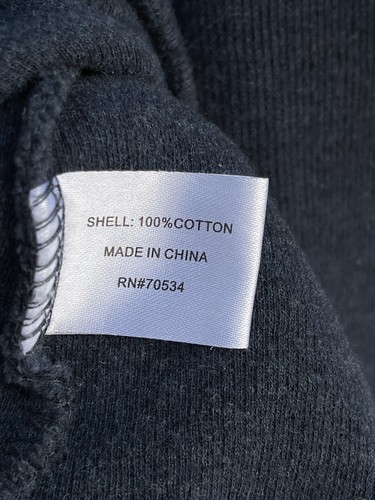 SHELL: 100%COTTON
MADE IN CHINA
RN#70534